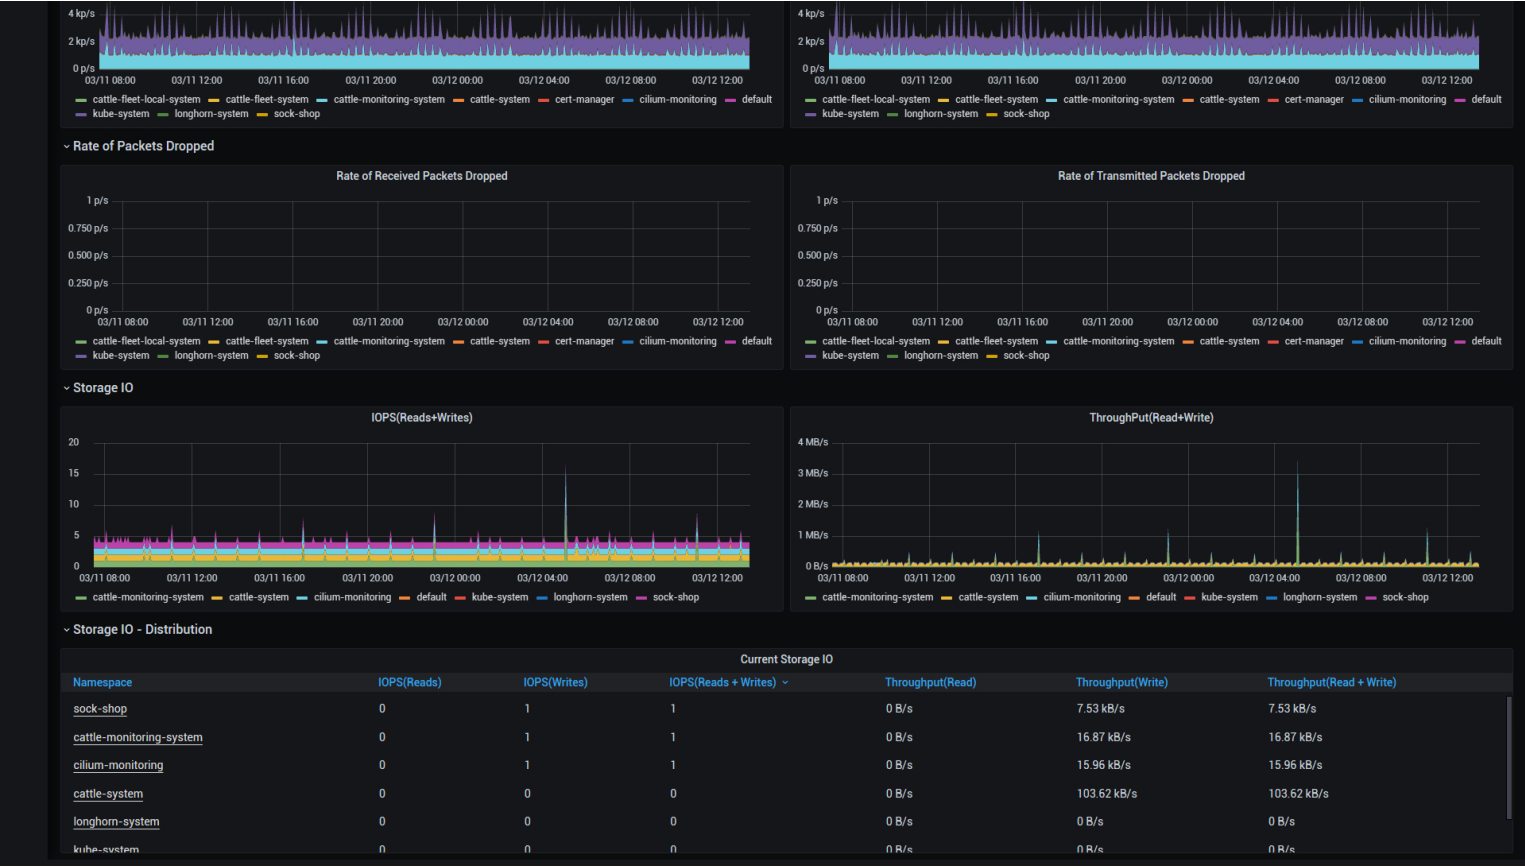 4 kp/s
2 kp/s
0 p/s
03/11 08:00 03/11 12:00 03/11 16:00 03/11 20:00 03/12 00:00 03/12 04:00 03/12 08:00 03/12 12:00
cattle-fleet-local-system cattle-fleet-system cattle-monitoring-system cattle-system cert-manager cilium-monitoring default
kube-system longhorn-system sock-shop
4 kp/s
2 kp/s
0 p/s
03/11 08:00 03/11 12:00 03/11 16:00 03/11 20:00 03/12 00:00 03/12 04:00 03/12 08:00 03/12 12:00
cattle-fleet-local-system cattle-fleet-system cattle-monitoring-system cattle-system cert-manager cilium-monitoring default
kube-system longhorn-system sock-shop
Rate of Packets Dropped
Rate of Received Packets Dropped
1 p/s
0.750 p/s
0.500 p/s
0.250 p/s
0 p/s
03/11 08:00 03/11 12:00 03/11 16:00 03/11 20:00 03/12 00:00 03/12 04:00 03/12 08:00 03/12 12:00
cattle-fleet-local-system cattle-fleet-system cattle-monitoring-system cattle-system cert-manager cilium-monitoring default
kube-system longhorn-system sock-shop
Rate of Transmitted Packets Dropped
1 p/s
0.750 p/s
0.500 p/s
0.250 p/s
0 p/s
03/11 08:00 03/11 12:00 03/11 16:00 03/11 20:00 03/12 00:00 03/12 04:00 03/12 08:00 03/12 12:00
cattle-fleet-local-system cattle-fleet-system cattle-monitoring-system cattle-system cert-manager cilium-monitoring default
kube-system longhorn-system sock-shop
Storage IO
IOPS(Reads+Writes)
20
15
10
5
0
03/11 08:00 03/11 12:00 03/11 16:00 03/11 20:00 03/12 00:00 03/12 04:00 03/12 08:00 03/12 12:00
cattle-monitoring-system cattle-system cilium-monitoring default kube-system longhorn-system sock-shop
ThroughPut(Read+Write)
4 MB/s
3 MB/s
2 MB/s
1 MB/s
0 B/s
03/11 08:00 03/11 12:00 03/11 16:00 03/11 20:00 03/12 00:00 03/12 04:00 03/12 08:00 03/12 12:00
cattle-monitoring-system cattle-system cilium-monitoring default kube-system longhorn-system sock-shop
Storage IO - Distribution
Current Storage IO
Namespace IOPS(Reads) IOPS(Writes) IOPS(Reads + Writes) Throughput(Read) Throughput(Write) Throughput(Read + Write)
sock-shop 0 1 1 0 B/s 7.53 kB/s 7.53 kB/s
cattle-monitoring-system 0 1 1 0 B/s 16.87 kB/s 16.87 kB/s
cilium-monitoring 0 1 1 0 B/s 15.96 kB/s 15.96 kB/s
cattle-system 0 0 0 0 B/s 103.62 kB/s 103.62 kB/s
longhorn-system 0 0 0 0 B/s 0 B/s 0 B/s
kube-system 0 0 0 0 B/s 0 B/s 0 B/s